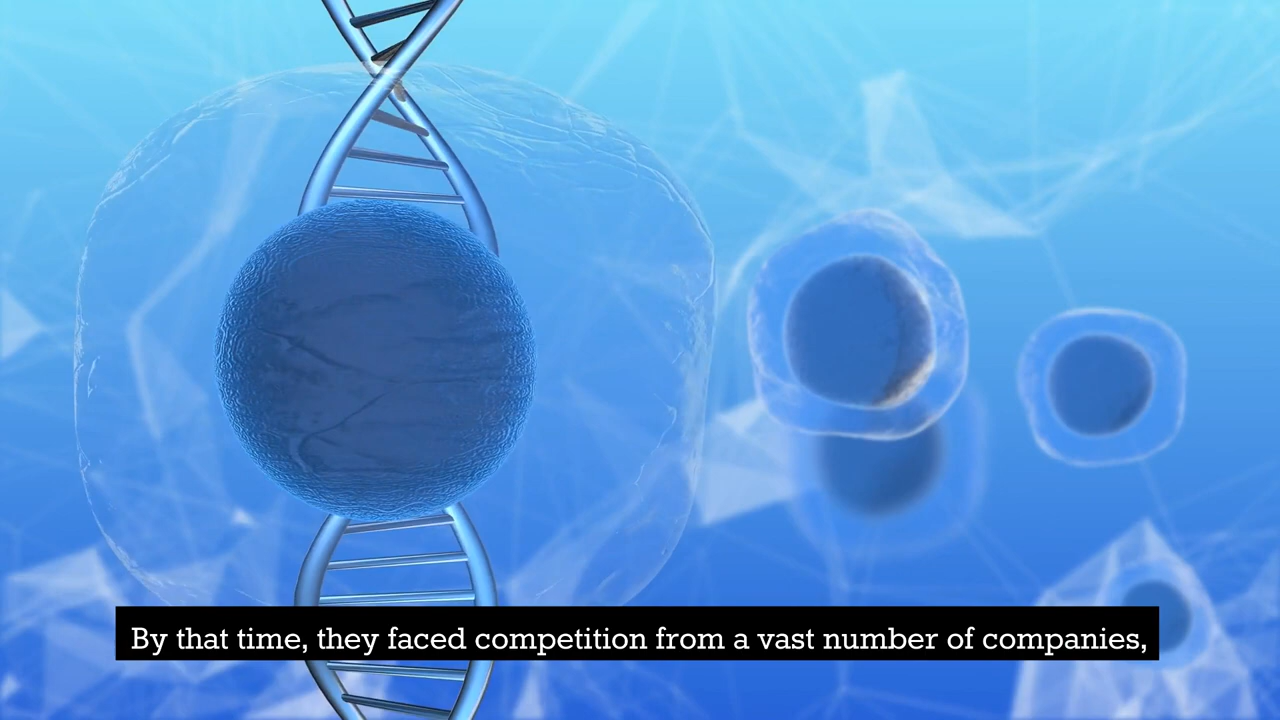 By that time, they faced competition from a vast number of companies,